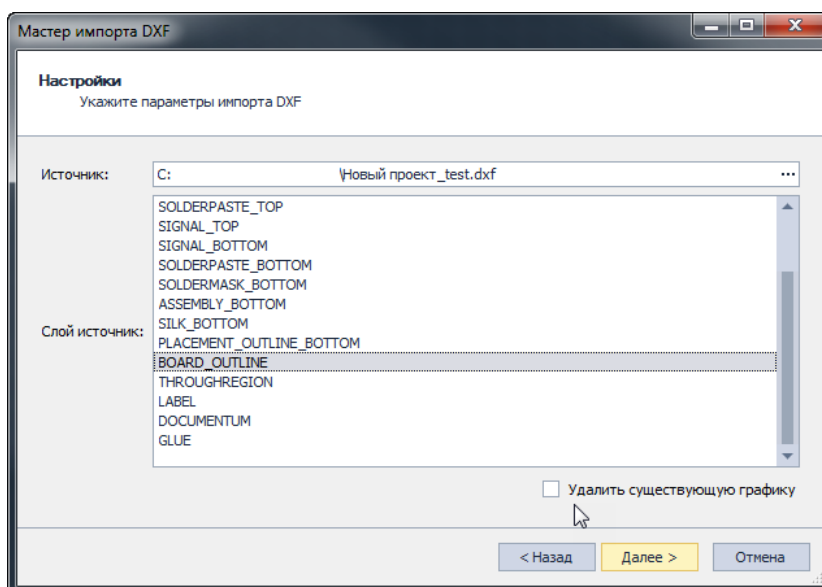 Мастер импорта DXF
Настройки
Укажите параметры импорта DXF
Источник: C: \Новый проект_test.dxf ...
SOLDERPASTE_TOP
SIGNAL_TOP
SIGNAL_BOTTOM
SOLDERPASTE_BOTTOM
SOLDERMASK_BOTTOM
ASSEMBLY_BOTTOM
Слой источник: SILK_BOTTOM
PLACEMENT_OUTLINE_BOTTOM
BOARD_OUTLINE
THROUGHREGION
LABEL
DOCUMENTUM
GLUE
Удалить существующую графику
< Назад Далее > Отмена